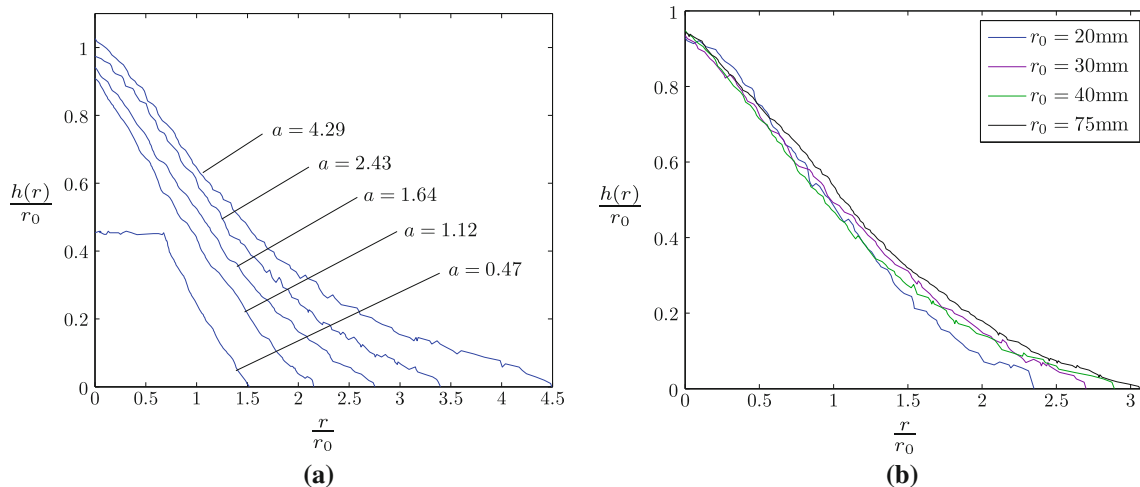 1
0.8
0.6
0.4
0.2
0
h(r)
r₀
a = 4.29
a = 2.43
a = 1.64
a = 1.12
a = 0.47
0 0.5 1 1.5 2 2.5 3 3.5 4 4.5
r
r₀
(a)
1
0.8
0.6
0.4
0.2
0
h(r)
r₀
r₀ = 20mm
r₀ = 30mm
r₀ = 40mm
r₀ = 75mm
0 0.5 1 1.5 2 2.5 3
r
r₀
(b)